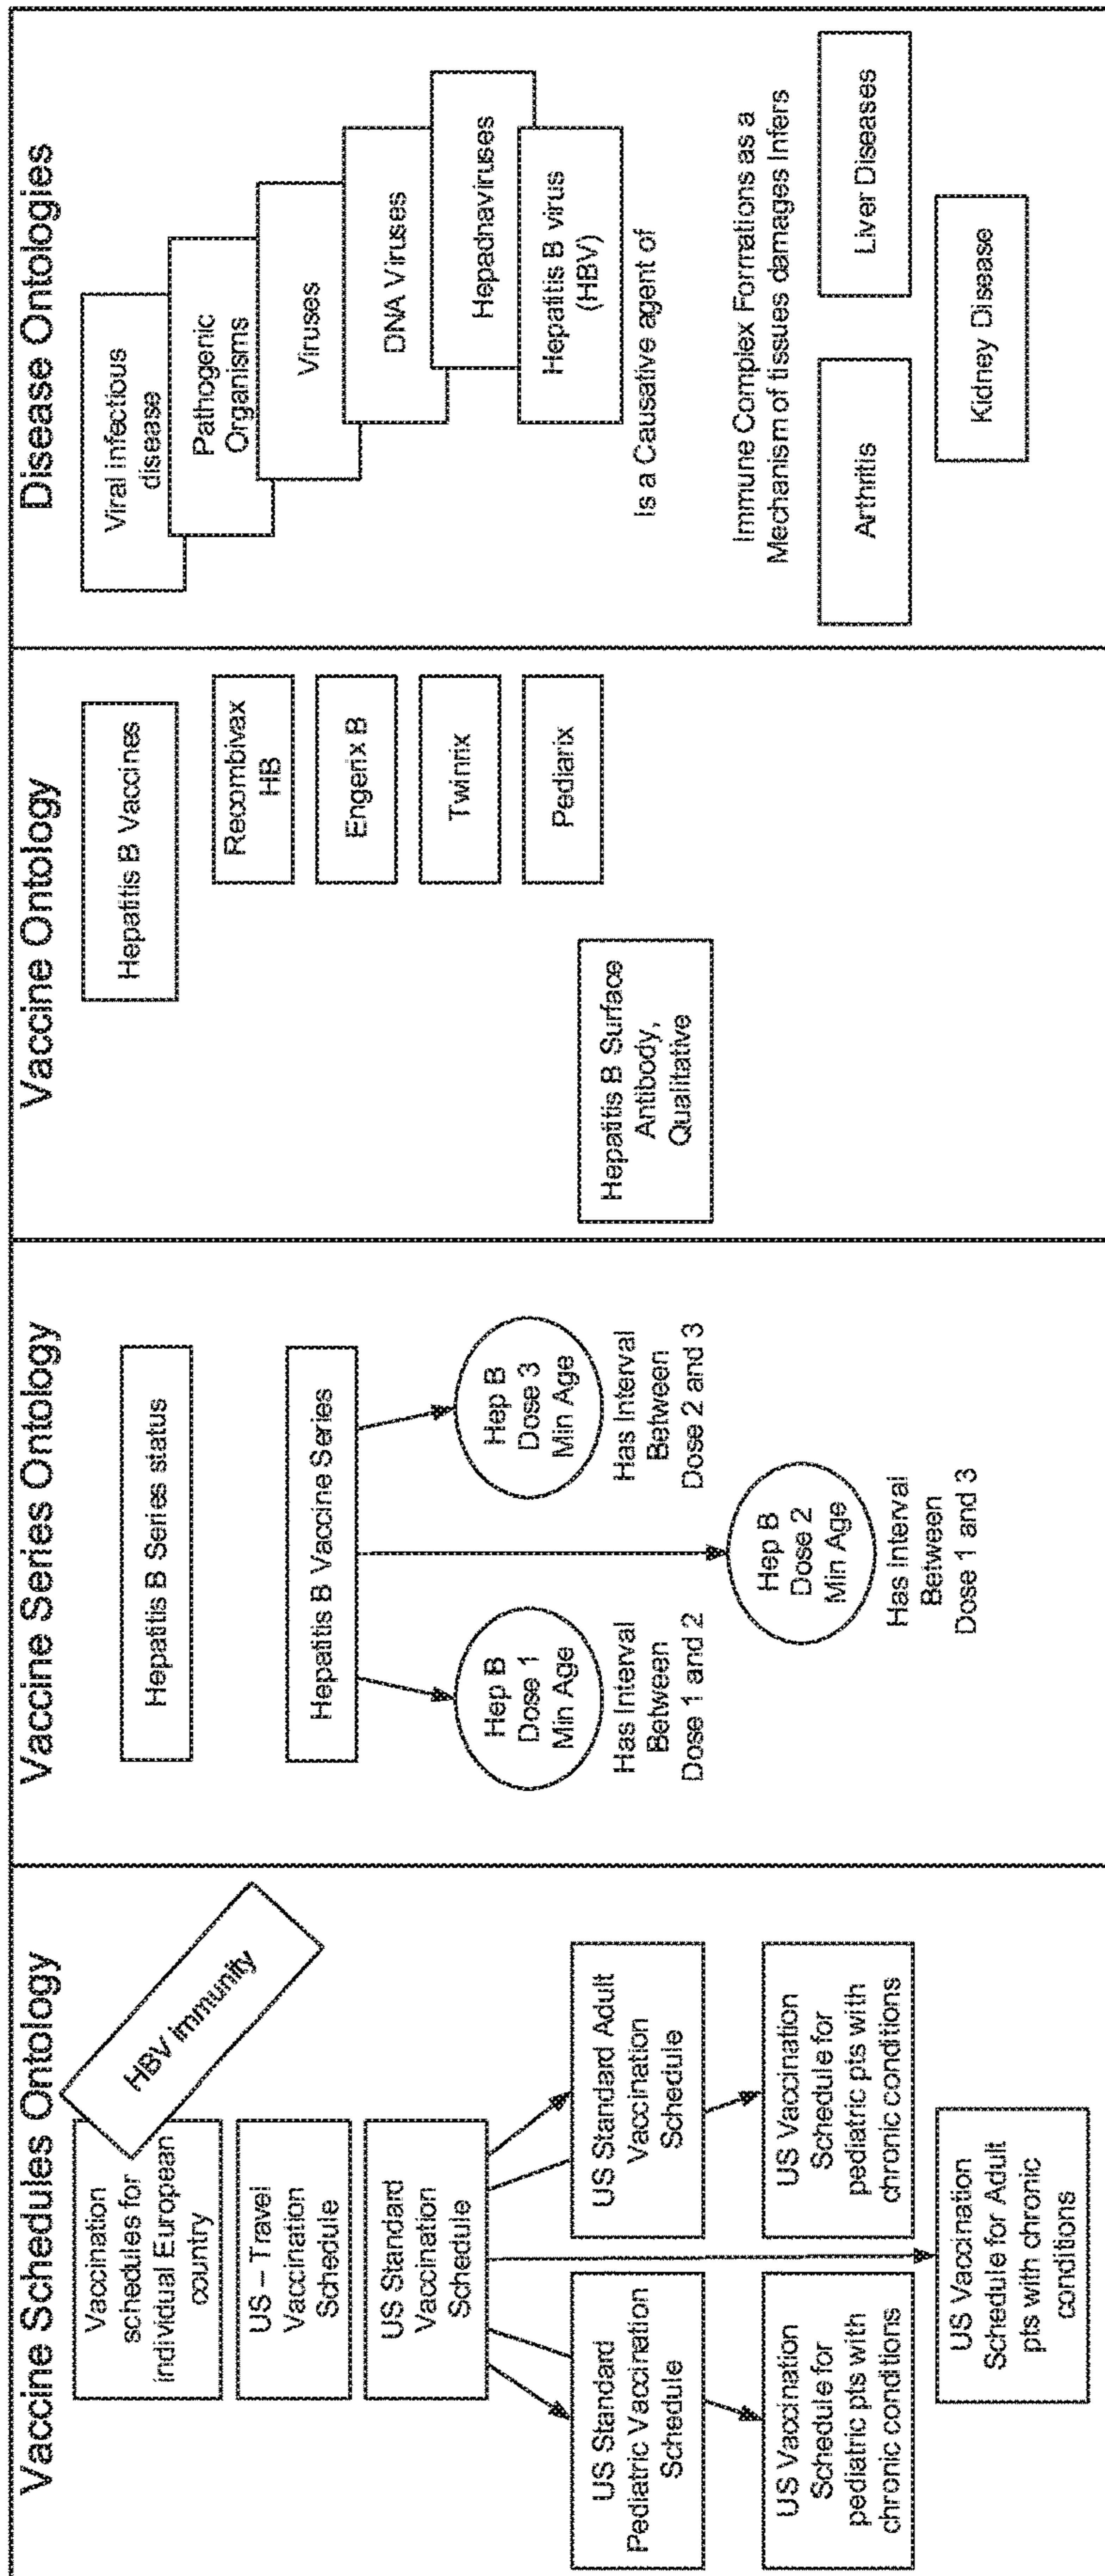 Vaccine Schedules Ontology
HBV immunity
Vaccination
schedules for
individual European
country
US – Travel
Vaccination
Schedule
US Standard
Vaccination
Schedule
US Standard
Pediatric Vaccination
Schedule
US Standard Adult
Vaccination
Schedule
US Vaccination
Schedule for
pediatric pts with
chronic conditions
US Vaccination
Schedule for
pediatric pts with
chronic conditions
US Vaccination
Schedule for Adult
pts with chronic
conditions
Vaccine Series Ontology
Hepatitis B Series status
Hepatitis B Vaccine Series
Hep B
Dose 1
Min Age
Has Interval
Between
Dose 1 and 2
Hep B
Dose 3
Min Age
Has Interval
Between
Dose 2 and 3
Hep B
Dose 2
Min Age
Has Interval
Between
Dose 1 and 3
Vaccine Ontology
Hepatitis B Vaccines
Recombivax
HB
Engerix B
Twinrix
Pediarix
Hepatitis B Surface
Antibody,
Qualitative
Disease Ontologies
Viral infectious
disease
Pathogenic
Organisms
Viruses
DNA Viruses
Hepadnaviruses
Hepatitis B virus
(HBV)
Is a Causative agent of
Immune Complex Formations as a
Mechanism of tissues damages Infers
Arthritis
Liver Diseases
Kidney Disease